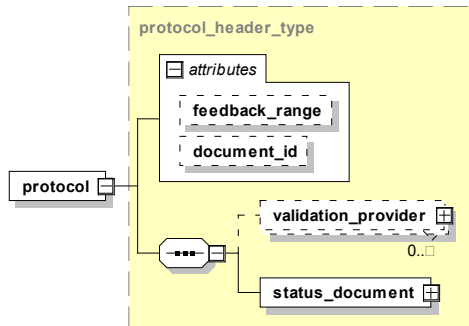 protocol_header_type
attributes
feedback_range
document_id
protocol
validation_provider
0..□
status_document